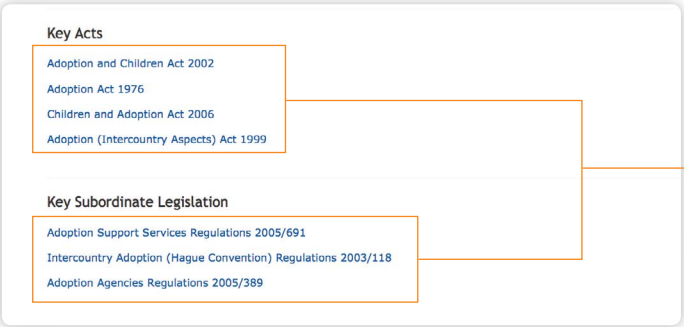 Key Acts
Adoption and Children Act 2002
Adoption Act 1976
Children and Adoption Act 2006
Adoption (Intercountry Aspects) Act 1999
Key Subordinate Legislation
Adoption Support Services Regulations 2005/691
Intercountry Adoption (Hague Convention) Regulations 2003/118
Adoption Agencies Regulations 2005/389